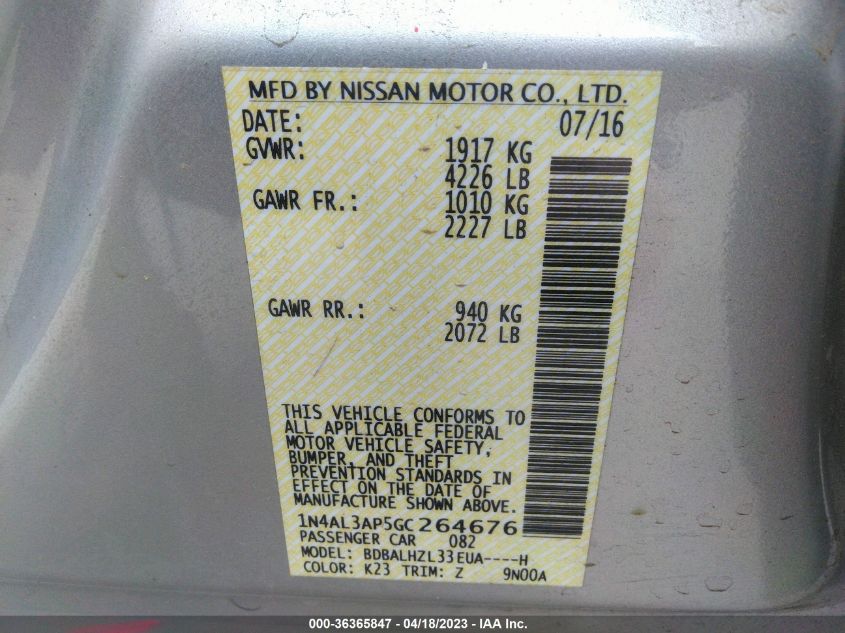 MFD BY NISSAN MOTOR CO., LTD.
DATE: 07/16
GVWR: 1917 KG
4226 LB
GAWR FR.: 1010 KG
2227 LB
GAWR RR.: 940 KG
2072 LB
THIS VEHICLE CONFORMS TO
ALL APPLICABLE FEDERAL
MOTOR VEHICLE SAFETY,
BUMPER, AND THEFT
PREVENTION STANDARDS IN
EFFECT ON THE DATE OF
MANUFACTURE SHOWN ABOVE.
1N4AL3AP5GC264676
PASSENGER CAR 082
MODEL: BDBALHZL33EUA----H
COLOR: K23 TRIM: Z 9N00A
000-36365847 - 04/18/2023 - IAA Inc.